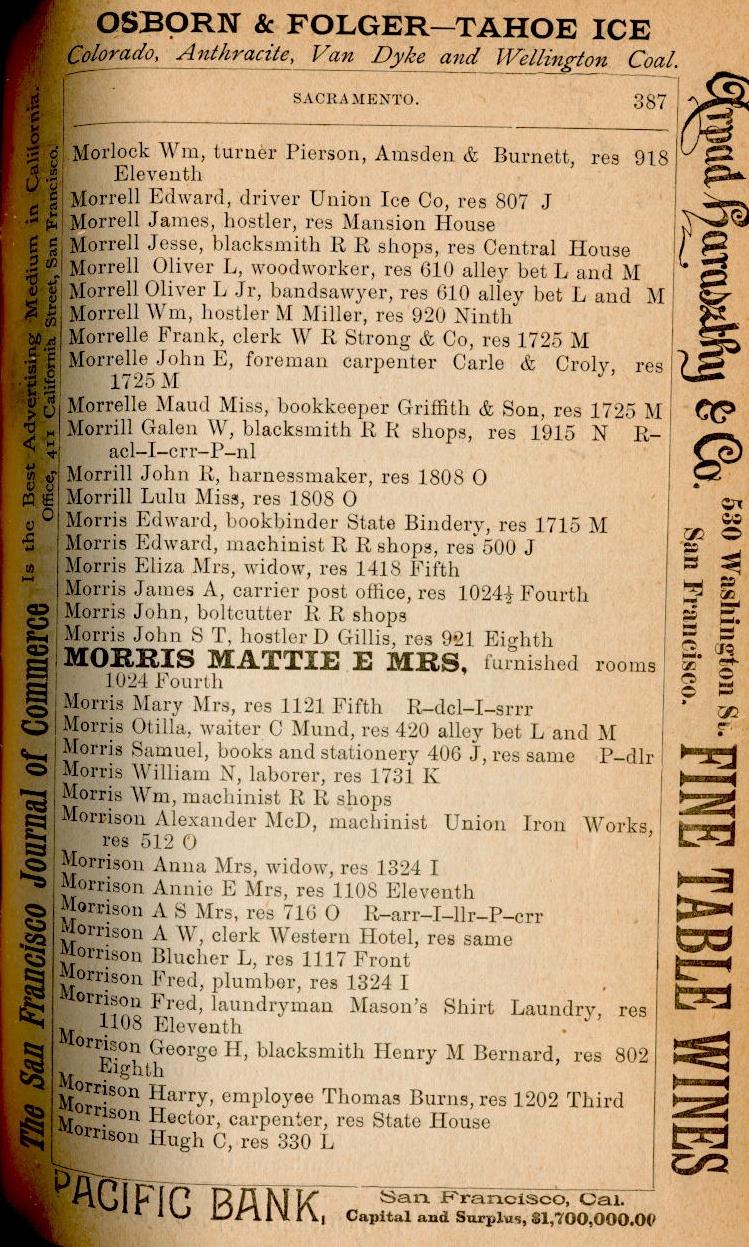 OSBORN & FOLGER—TAHOE ICE
Colorado, Anthracite, Van Dyke and Wellington Coal.
SACRAMENTO. 387
Morlock Wm, turner Pierson, Amsden & Burnett, res 918
Eleventh
Morrell Edward, driver Union Ice Co, res 807 J
Morrell James, hostler, res Mansion House
Morrell Jesse, blacksmith R R shops, res Central House
Morrell Oliver L, woodworker, res 610 alley bet L and M
Morrell Oliver L Jr, bandsawyer, res 610 alley bet L and M
Morrell Wm, hostler M Miller, res 920 Ninth
Morrelle Frank, clerk W R Strong & Co, res 1725 M
Morrelle John E, foreman carpenter Carle & Croly, res
1725 M
Morrelle Maud Miss, bookkeeper Griffith & Son, res 1725 M
Morrill Galen W, blacksmith R R shops, res 1915 N R–
acl–I–crr–P–nl
Morrill John R, harnessmaker, res 1808 O
Morrill Lulu Miss, res 1808 O
Morris Edward, bookbinder State Bindery, res 1715 M
Morris Edward, machinist R R shops, res 500 J
Morris Eliza Mrs, widow, res 1418 Fifth
Morris James A, carrier post office, res 1024½ Fourth
Morris John, boltcutter R R shops
Morris John S T, hostler D Gillis, res 921 Eighth
MORRIS MATTIE E MRS, furnished rooms
1024 Fourth
Morris Mary Mrs, res 1121 Fifth R–dcl–I–srrr
Morris Otilla, waiter C Mund, res 420 alley bet L and M
Morris Samuel, books and stationery 406 J, res same P–dlr
Morris William N, laborer, res 1731 K
Morris Wm, machinist R R shops
Morrison Alexander McD, machinist Union Iron Works,
res 512 O
Morrison Anna Mrs, widow, res 1324 I
Morrison Annie E Mrs, res 1108 Eleventh
Morrison A S Mrs, res 716 O R–arr–I–llr–P–crr
Morrison A W, clerk Western Hotel, res same
Morrison Blucher L, res 1117 Front
Morrison Fred, plumber, res 1324 I
Morrison Fred, laundryman Mason's Shirt Laundry, res
1108 Eleventh
Morrison George H, blacksmith Henry M Bernard, res 802
Eighth
Morrison Harry, employee Thomas Burns, res 1202 Third
Morrison Hector, carpenter, res State House
Morrison Hugh C, res 330 L
PACIFIC BANK, San Francisco, Cal.
Capital and Surplus, $1,700,000.00
The San Francisco Journal of Commerce Is the Best Advertising Medium in California.
Office, 411 California Street, San Francisco.
Arpad Haraszthy & Co. 530 Washington St.
San Francisco.
FINE TABLE WINES